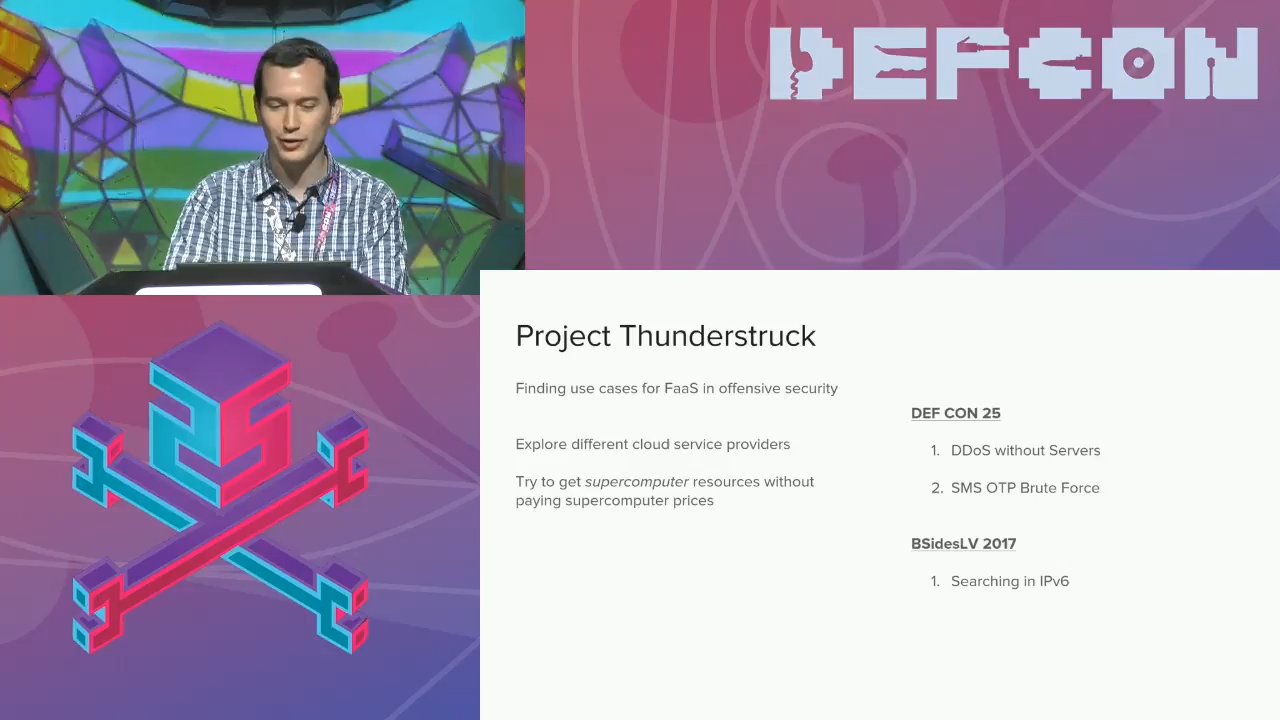 DEFCON
Project Thunderstruck
Finding use cases for FaaS in offensive security
Explore different cloud service providers
Try to get supercomputer resources without
paying supercomputer prices
DEF CON 25
1. DDoS without Servers
2. SMS OTP Brute Force
BSidesLV 2017
1. Searching in IPv6